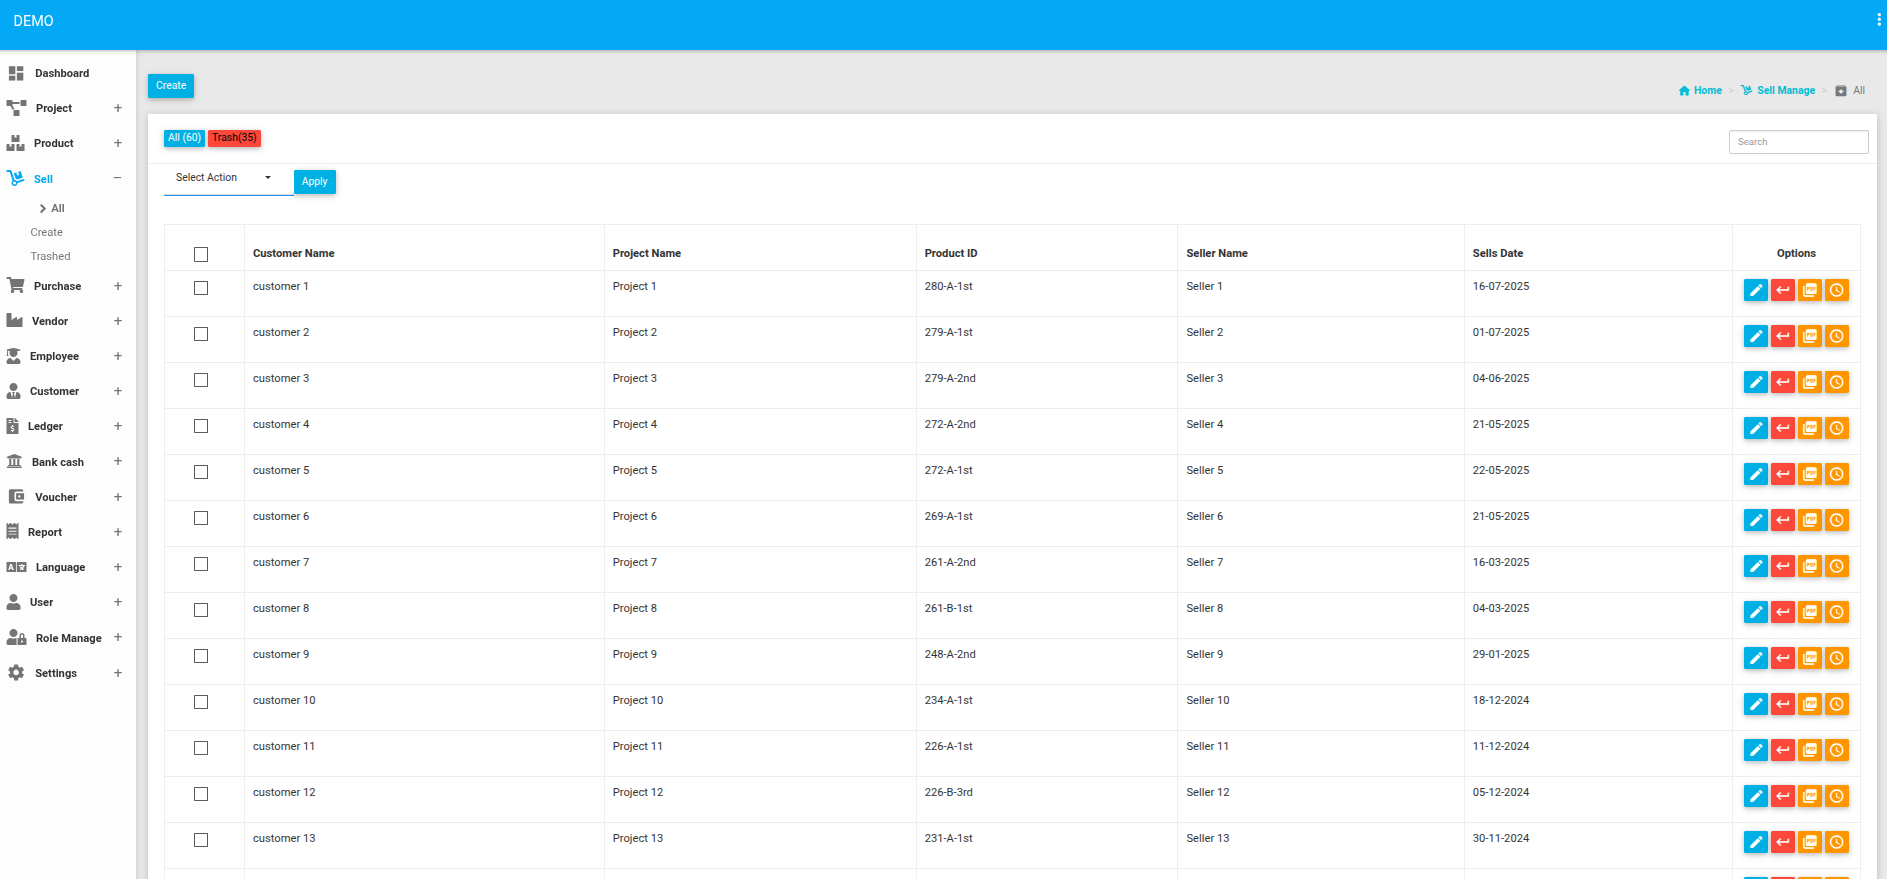 DEMO
Dashboard
Project
Product
Sell
All
Create
Trashed
Purchase
Vendor
Employee
Customer
Ledger
Bank cash
Voucher
Report
Language
User
Role Manage
Settings
Create
Home > Sell Manage > All
All (60) Trash(35)
Search
Select Action Apply
Customer Name Project Name Product ID Seller Name Sells Date Options
customer 1 Project 1 280-A-1st Seller 1 16-07-2025
customer 2 Project 2 279-A-1st Seller 2 01-07-2025
customer 3 Project 3 279-A-2nd Seller 3 04-06-2025
customer 4 Project 4 272-A-2nd Seller 4 21-05-2025
customer 5 Project 5 272-A-1st Seller 5 22-05-2025
customer 6 Project 6 269-A-1st Seller 6 21-05-2025
customer 7 Project 7 261-A-2nd Seller 7 16-03-2025
customer 8 Project 8 261-B-1st Seller 8 04-03-2025
customer 9 Project 9 248-A-2nd Seller 9 29-01-2025
customer 10 Project 10 234-A-1st Seller 10 18-12-2024
customer 11 Project 11 226-A-1st Seller 11 11-12-2024
customer 12 Project 12 226-B-3rd Seller 12 05-12-2024
customer 13 Project 13 231-A-1st Seller 13 30-11-2024